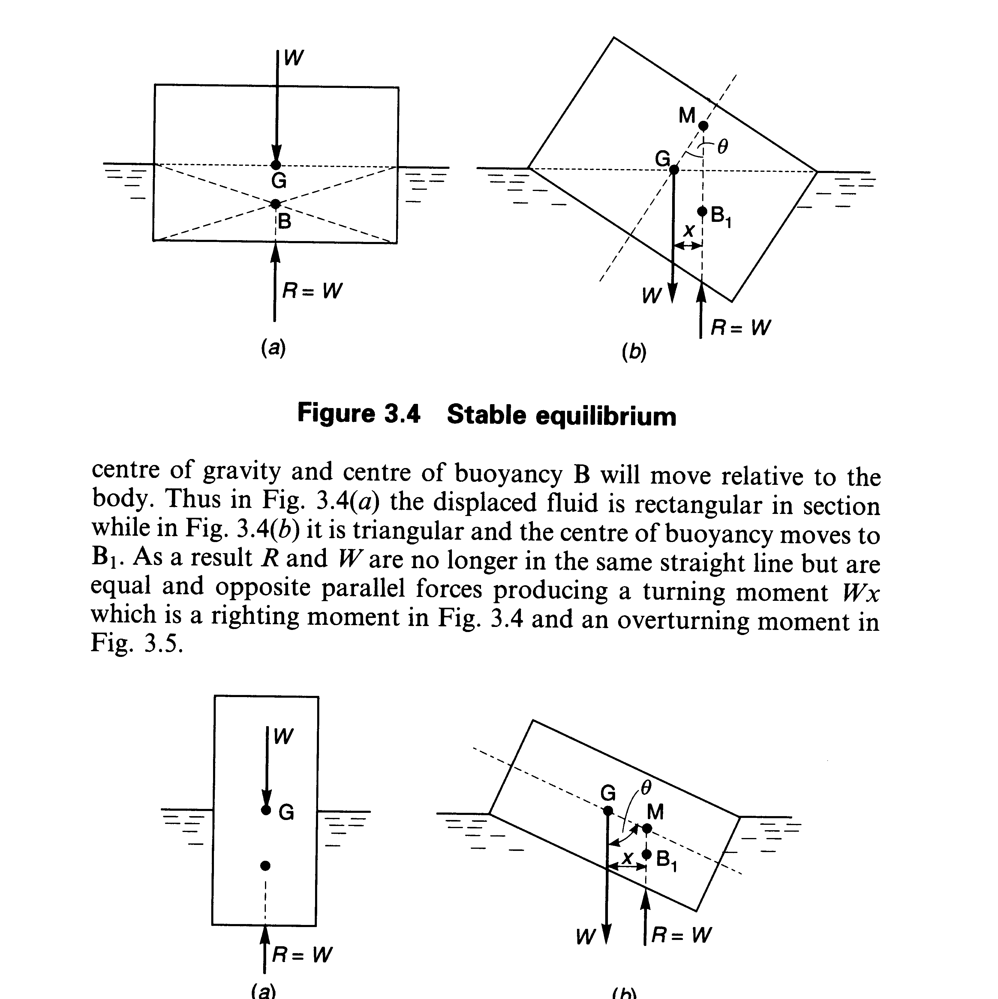 W
G
B
R = W
(a)
M
θ
G
B1
x
W
R = W
(b)
Figure 3.4 Stable equilibrium
centre of gravity and centre of buoyancy B will move relative to the
body. Thus in Fig. 3.4(a) the displaced fluid is rectangular in section
while in Fig. 3.4(b) it is triangular and the centre of buoyancy moves to
B1. As a result R and W are no longer in the same straight line but are
equal and opposite parallel forces producing a turning moment Wx
which is a righting moment in Fig. 3.4 and an overturning moment in
Fig. 3.5.
W
G
R = W
(a)
θ
G
M
x
B1
W
R = W
(b)